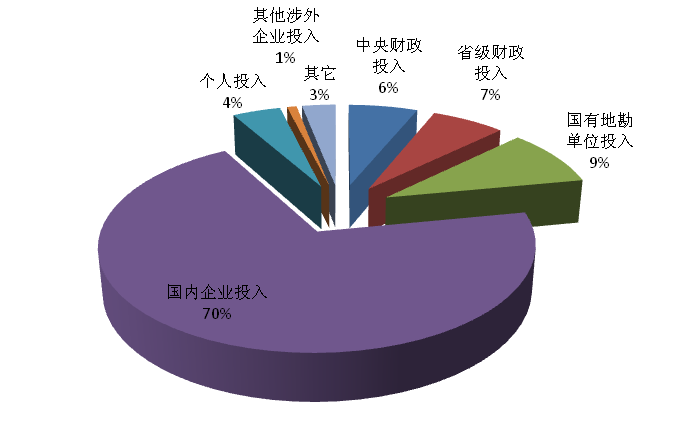 其他涉外
企业投入
1%
其它
3%
中央财政
投入
6%
省级财政
投入
7%
个人投入
4%
国有地勘
单位投入
9%
国内企业投入
70%